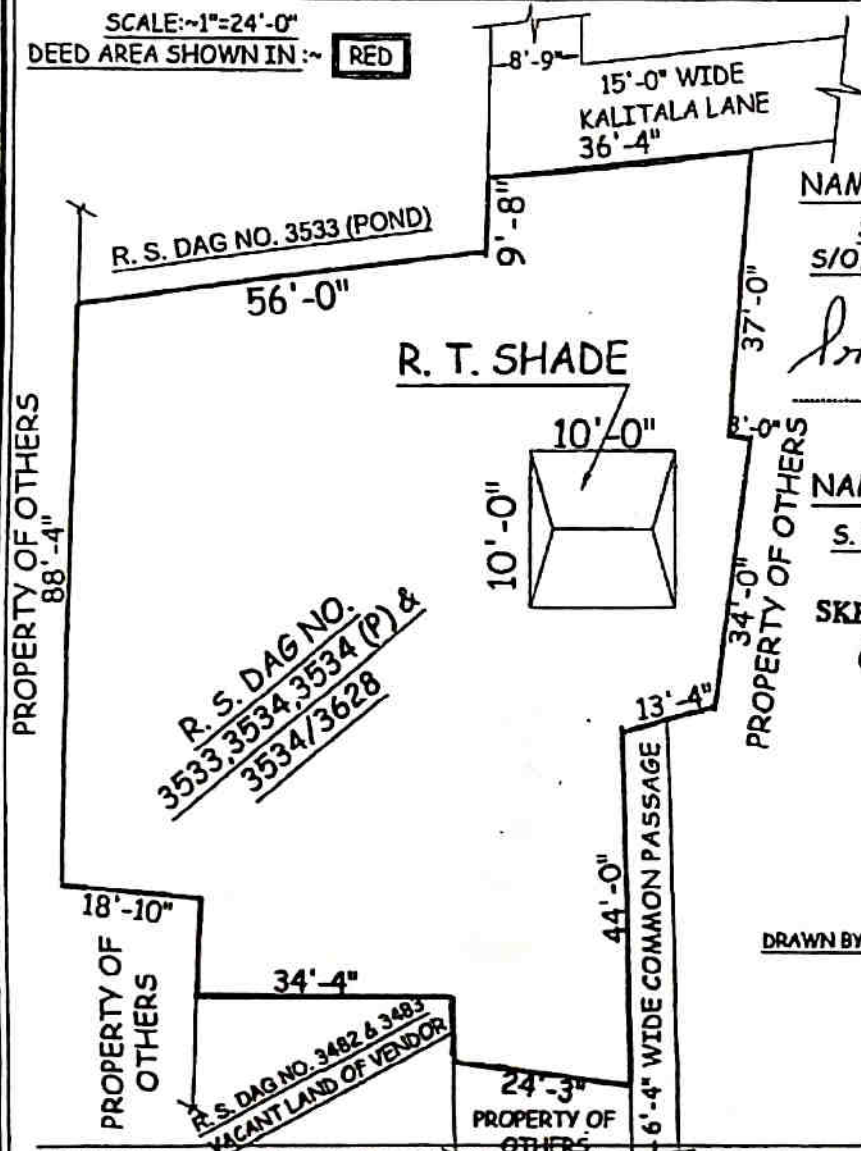 SCALE:~1"=24'-0"
DEED AREA SHOWN IN :~ RED
8'-9"
15'-0" WIDE
KALITALA LANE
36'-4"
R. S. DAG NO. 3533 (POND)
9'-8"
56'-0"
37'-0"
S/O
R. T. SHADE
10'-0"
10'-0"
PROPERTY OF OTHERS
88'-4"
34'-0"
PROPERTY OF OTHERS
S.
R. S. DAG NO.
3533,3534,3534 (P) &
3534/3628
13'-4"
44'-0"
6'-4" WIDE COMMON PASSAGE
DRAWN BY
18'-10"
PROPERTY OF
OTHERS
34'-4"
R. S. DAG NO. 3482 & 3483
VACANT LAND OF VENDOR
24'-3"
PROPERTY OF
OTHERS